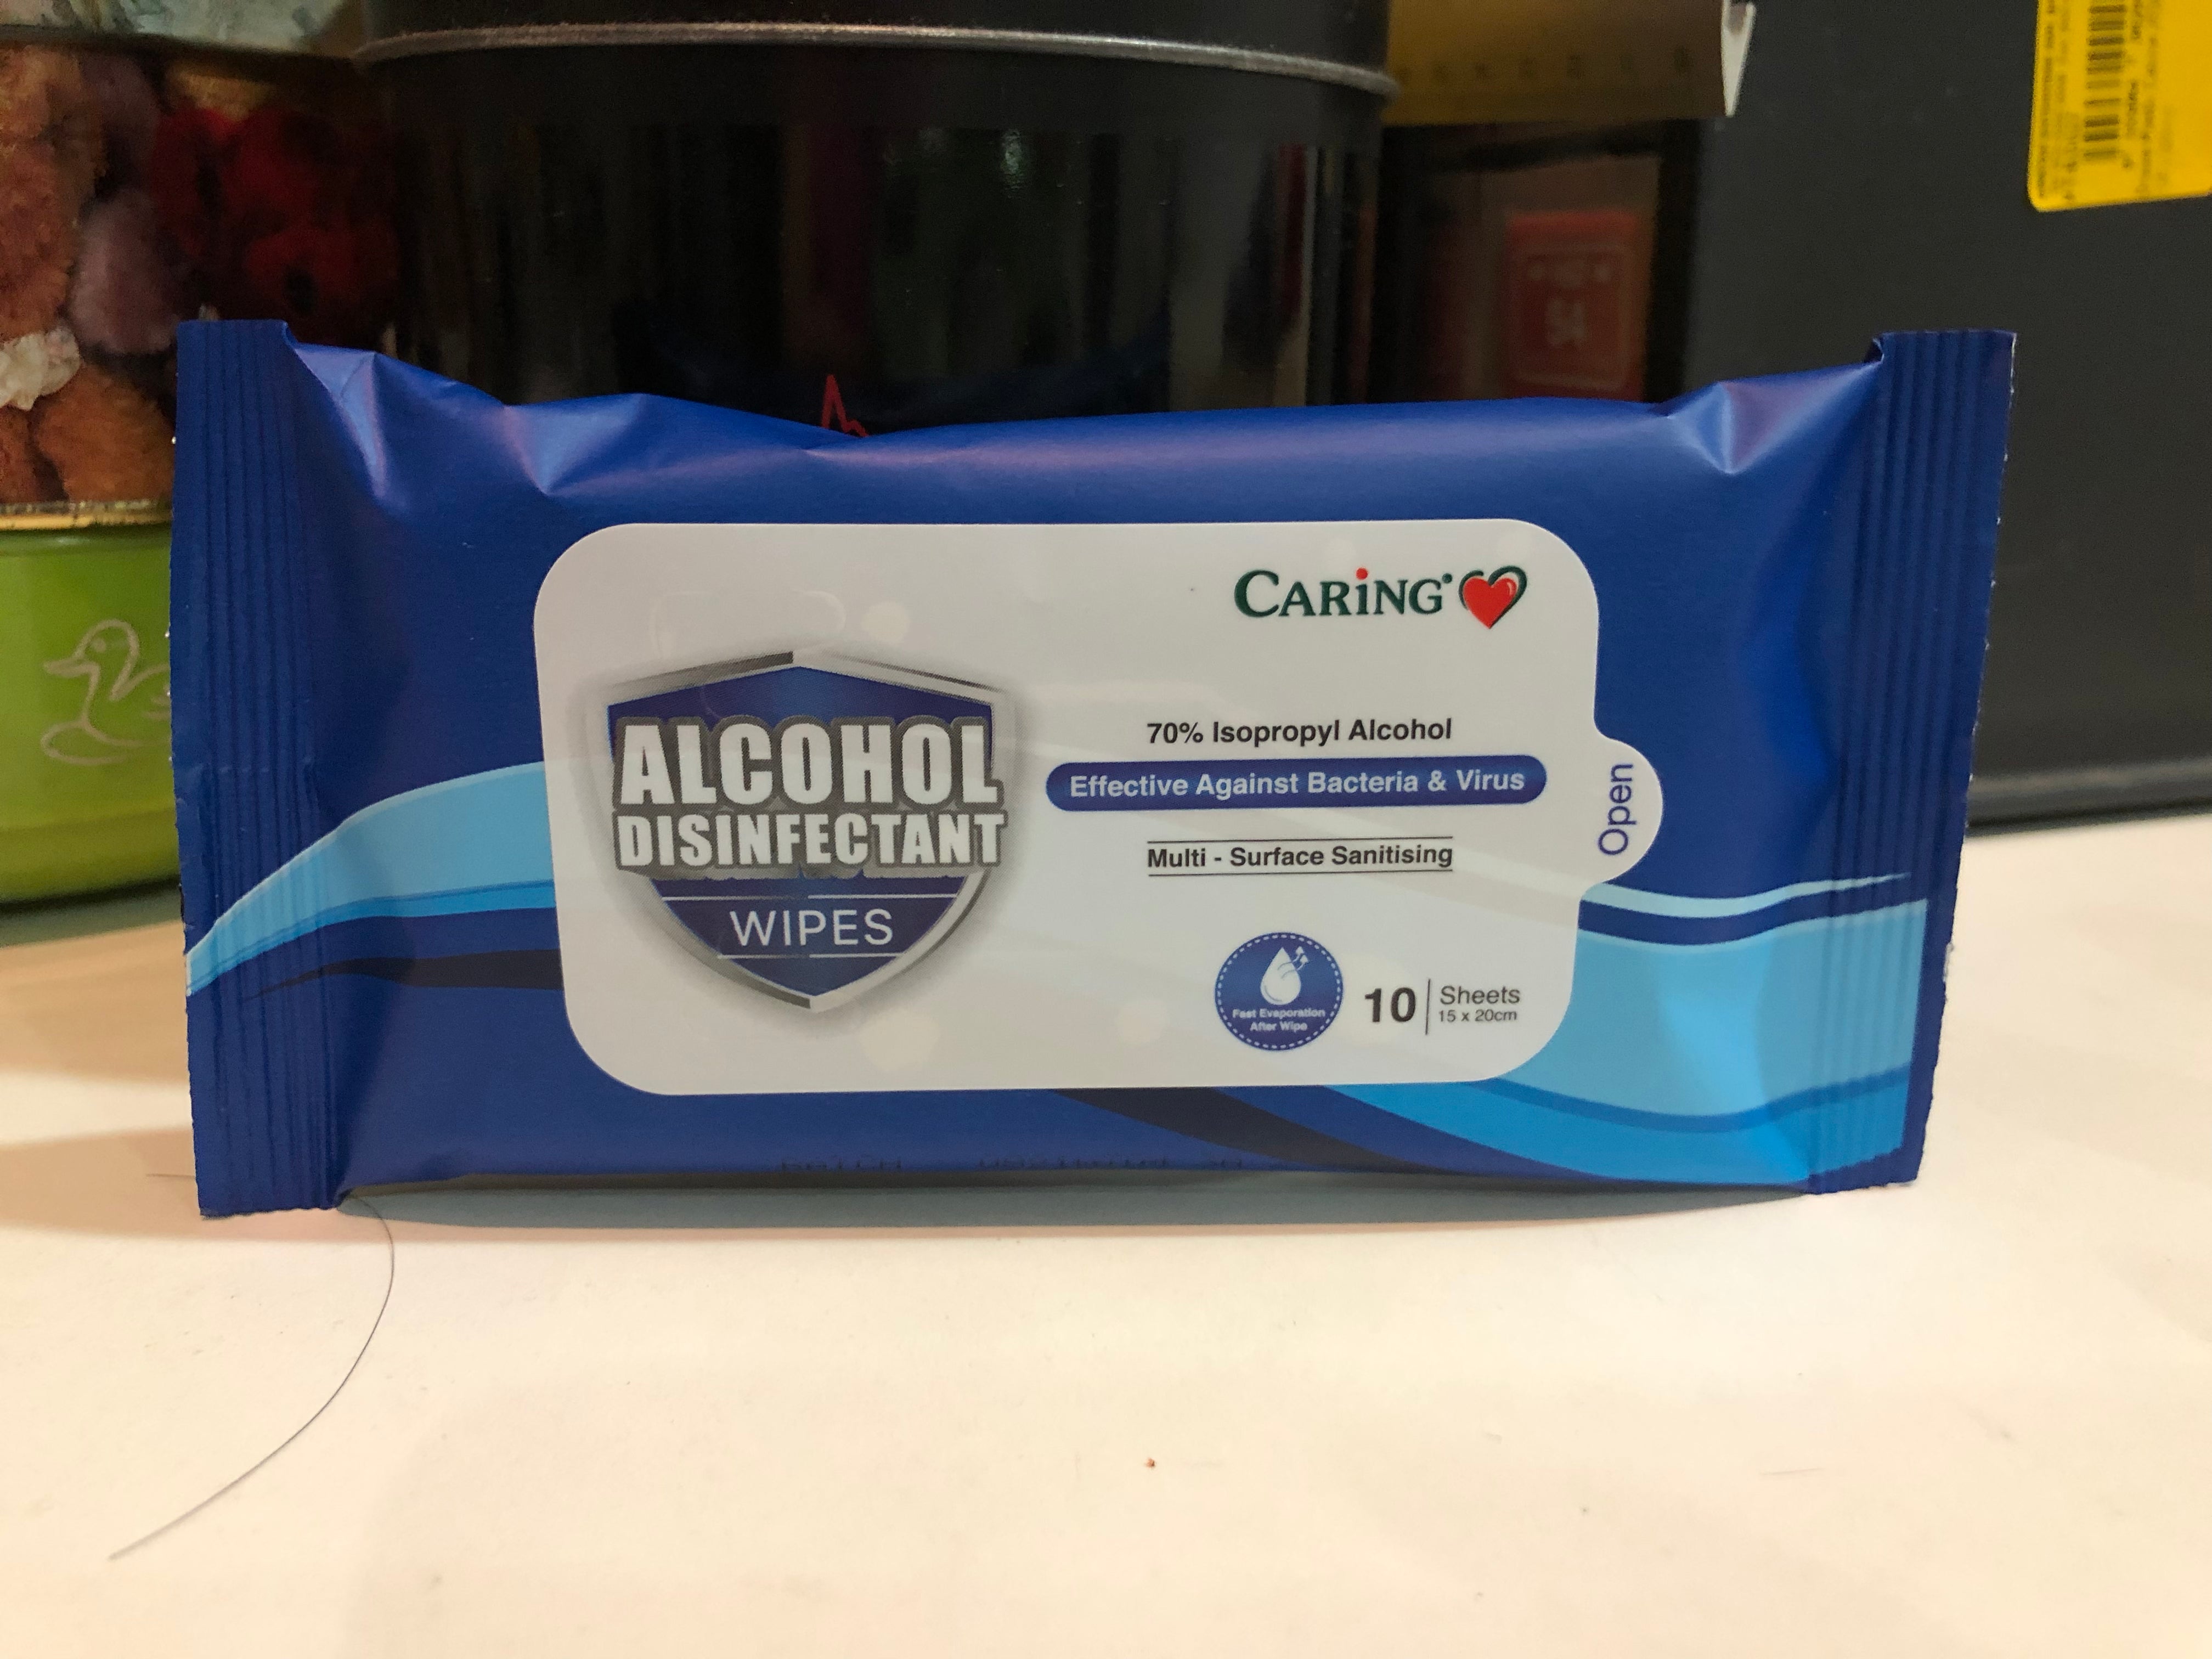 CARiNG
ALCOHOL
DISINFECTANT
WIPES
70% Isopropyl Alcohol
Effective Against Bacteria & Virus
Multi - Surface Sanitising
Fast Evaporation
After Wipe
10
Sheets
15 x 20cm
Open